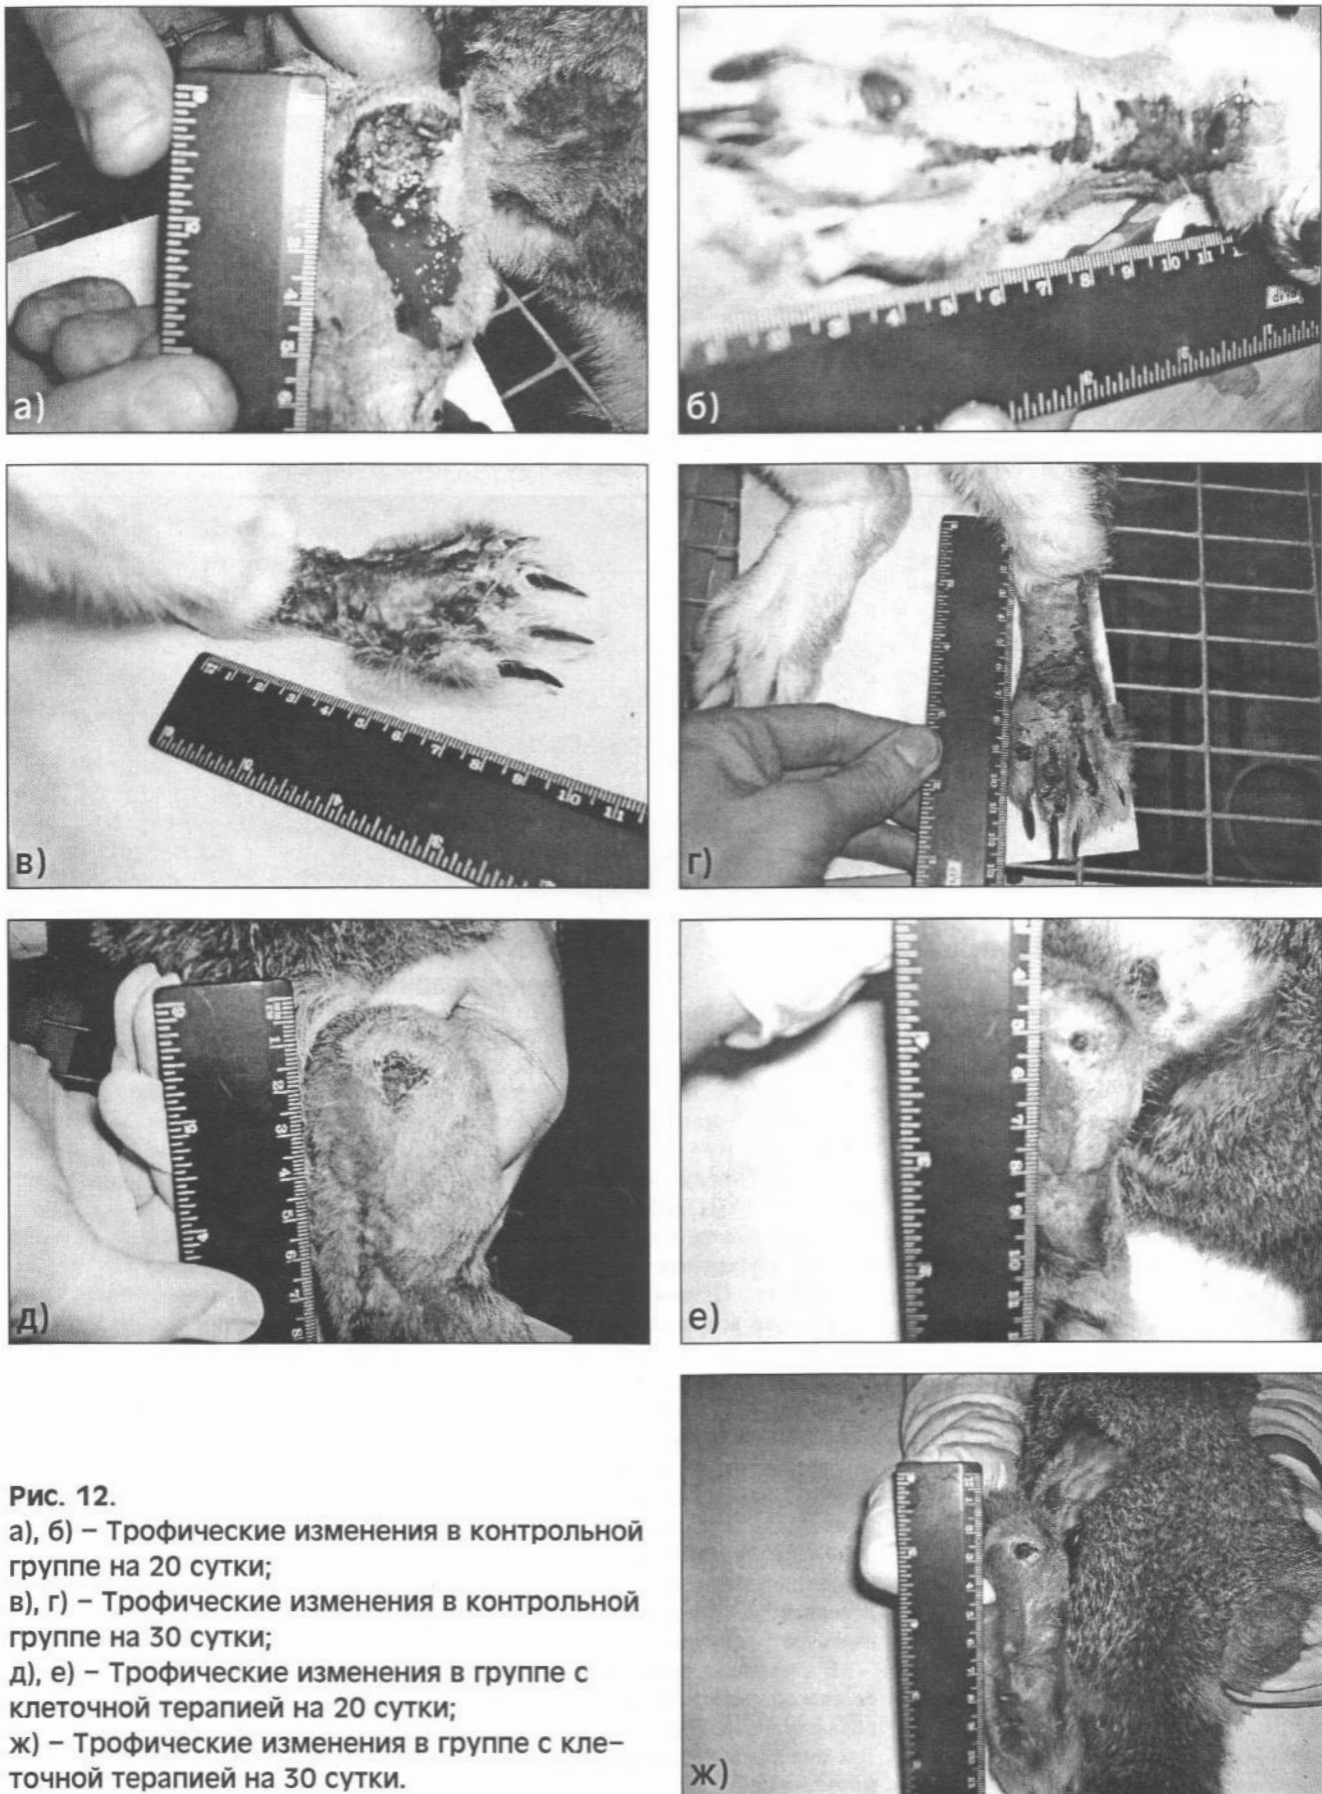 а)
б)
в)
г)
д)
е)
ж)
Рис. 12.
а), б) – Трофические изменения в контрольной
группе на 20 сутки;
в), г) – Трофические изменения в контрольной
группе на 30 сутки;
д), е) – Трофические изменения в группе с
клеточной терапией на 20 сутки;
ж) – Трофические изменения в группе с кле–
точной терапией на 30 сутки.